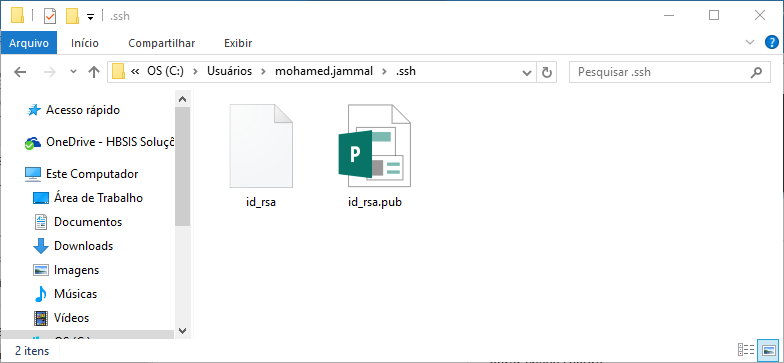 .ssh
Arquivo Início Compartilhar Exibir
« OS (C:) Usuários mohamed.jammal .ssh Pesquisar .ssh
Acesso rápido
OneDrive - HBSIS Soluçõ
Este Computador
Área de Trabalho
Documentos
Downloads
Imagens
Músicas
Vídeos
P
id_rsa id_rsa.pub
2 itens